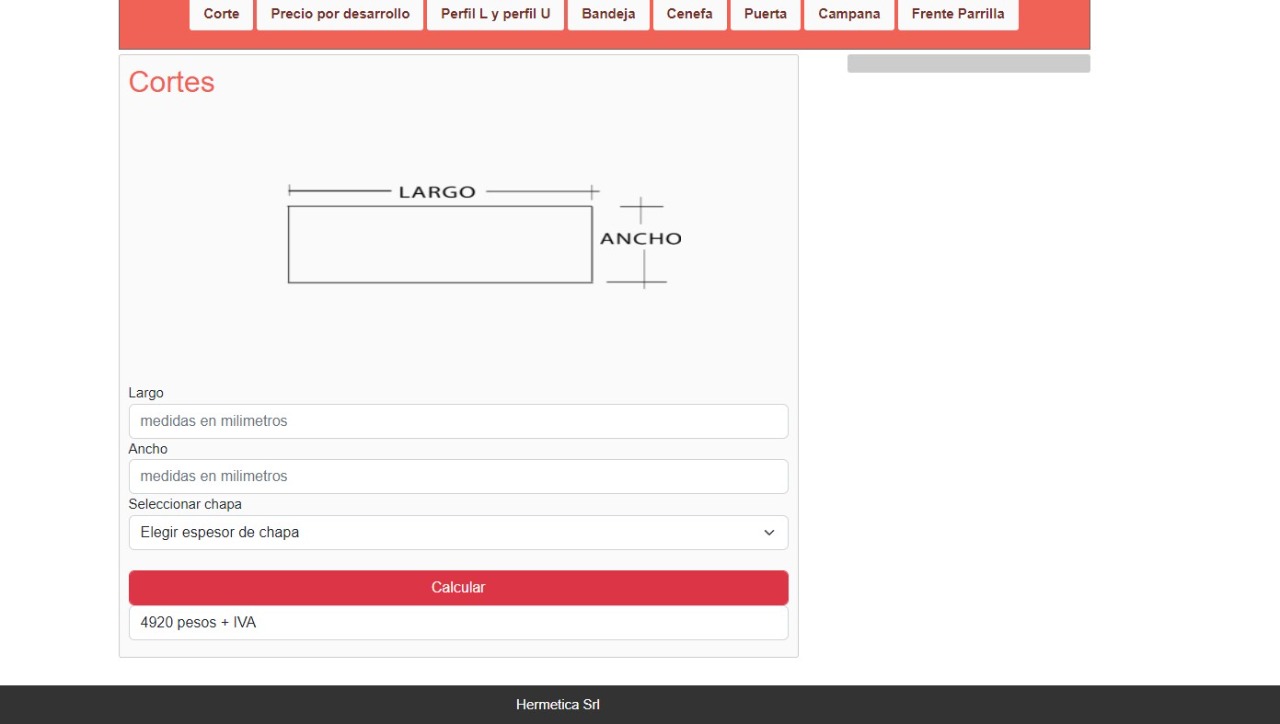 Corte Precio por desarrollo Perfil L y perfil U Bandeja Cenefa Puerta Campana Frente Parrilla
Cortes
LARGO
ANCHO
Largo
medidas en milimetros
Ancho
medidas en milimetros
Seleccionar chapa
Elegir espesor de chapa
Calcular
4920 pesos + IVA
Hermetica Srl